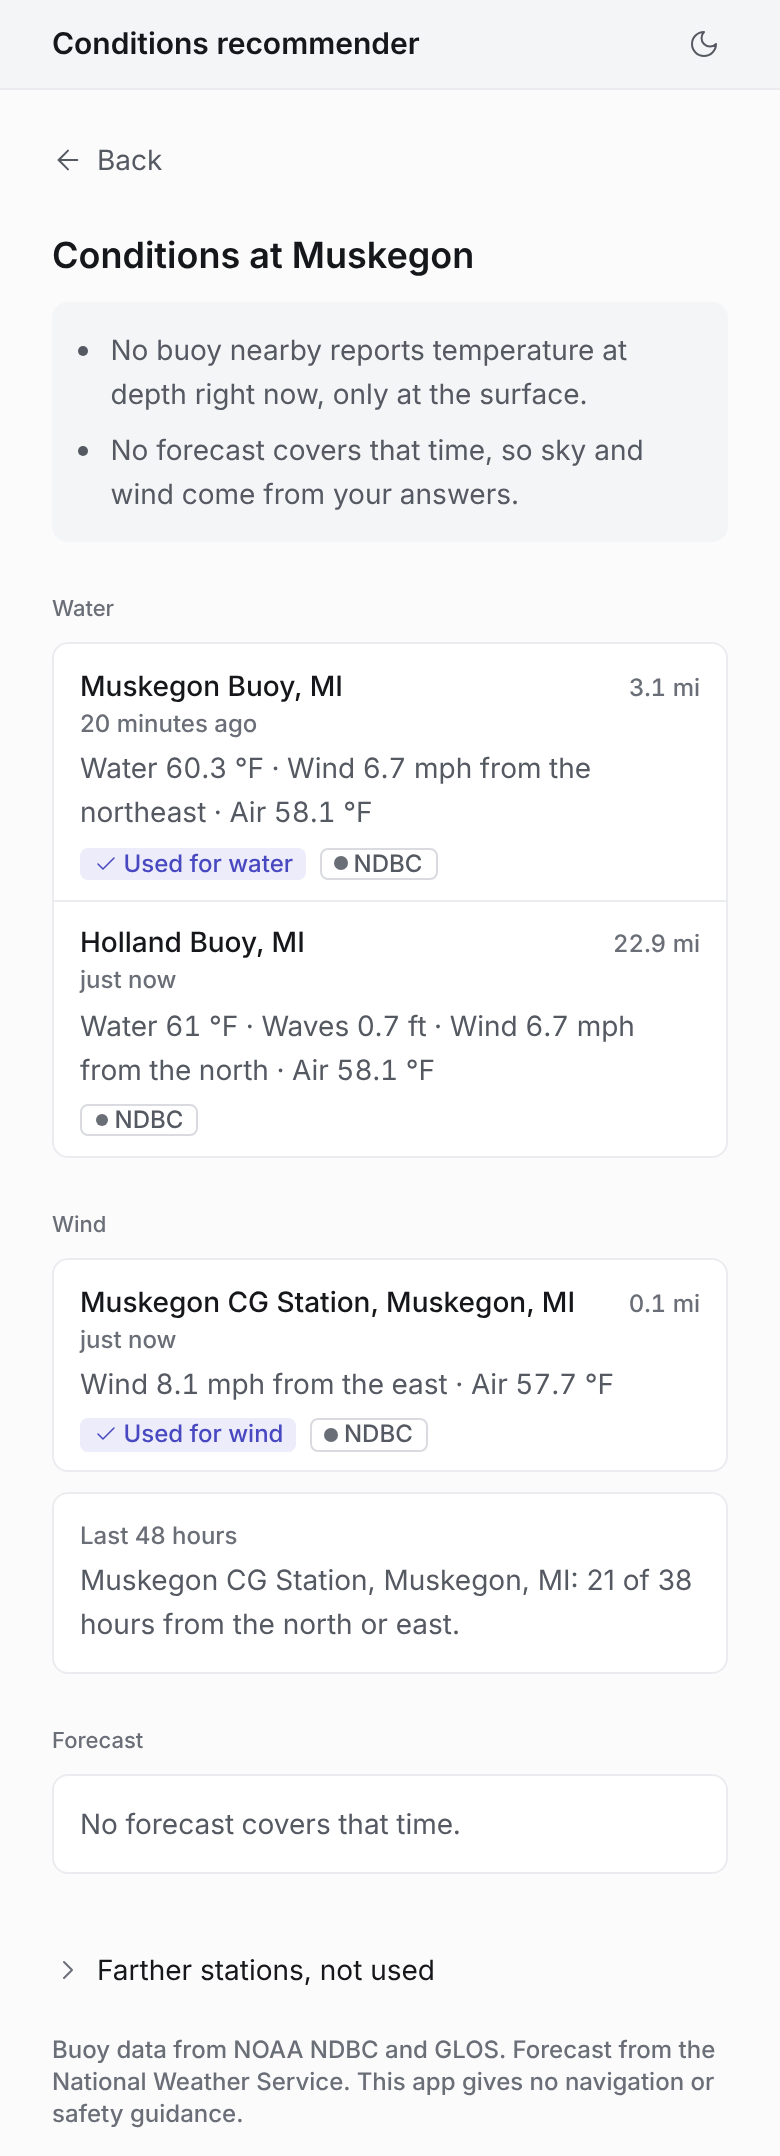 Conditions recommender
Back
Conditions at Muskegon
• No buoy nearby reports temperature at
depth right now, only at the surface.
• No forecast covers that time, so sky and
wind come from your answers.
Water
Muskegon Buoy, MI 3.1 mi
20 minutes ago
Water 60.3 °F · Wind 6.7 mph from the
northeast · Air 58.1 °F
Used for water NDBC
Holland Buoy, MI 22.9 mi
just now
Water 61 °F · Waves 0.7 ft · Wind 6.7 mph
from the north · Air 58.1 °F
NDBC
Wind
Muskegon CG Station, Muskegon, MI 0.1 mi
just now
Wind 8.1 mph from the east · Air 57.7 °F
Used for wind NDBC
Last 48 hours
Muskegon CG Station, Muskegon, MI: 21 of 38
hours from the north or east.
Forecast
No forecast covers that time.
Farther stations, not used
Buoy data from NOAA NDBC and GLOS. Forecast from the
National Weather Service. This app gives no navigation or
safety guidance.